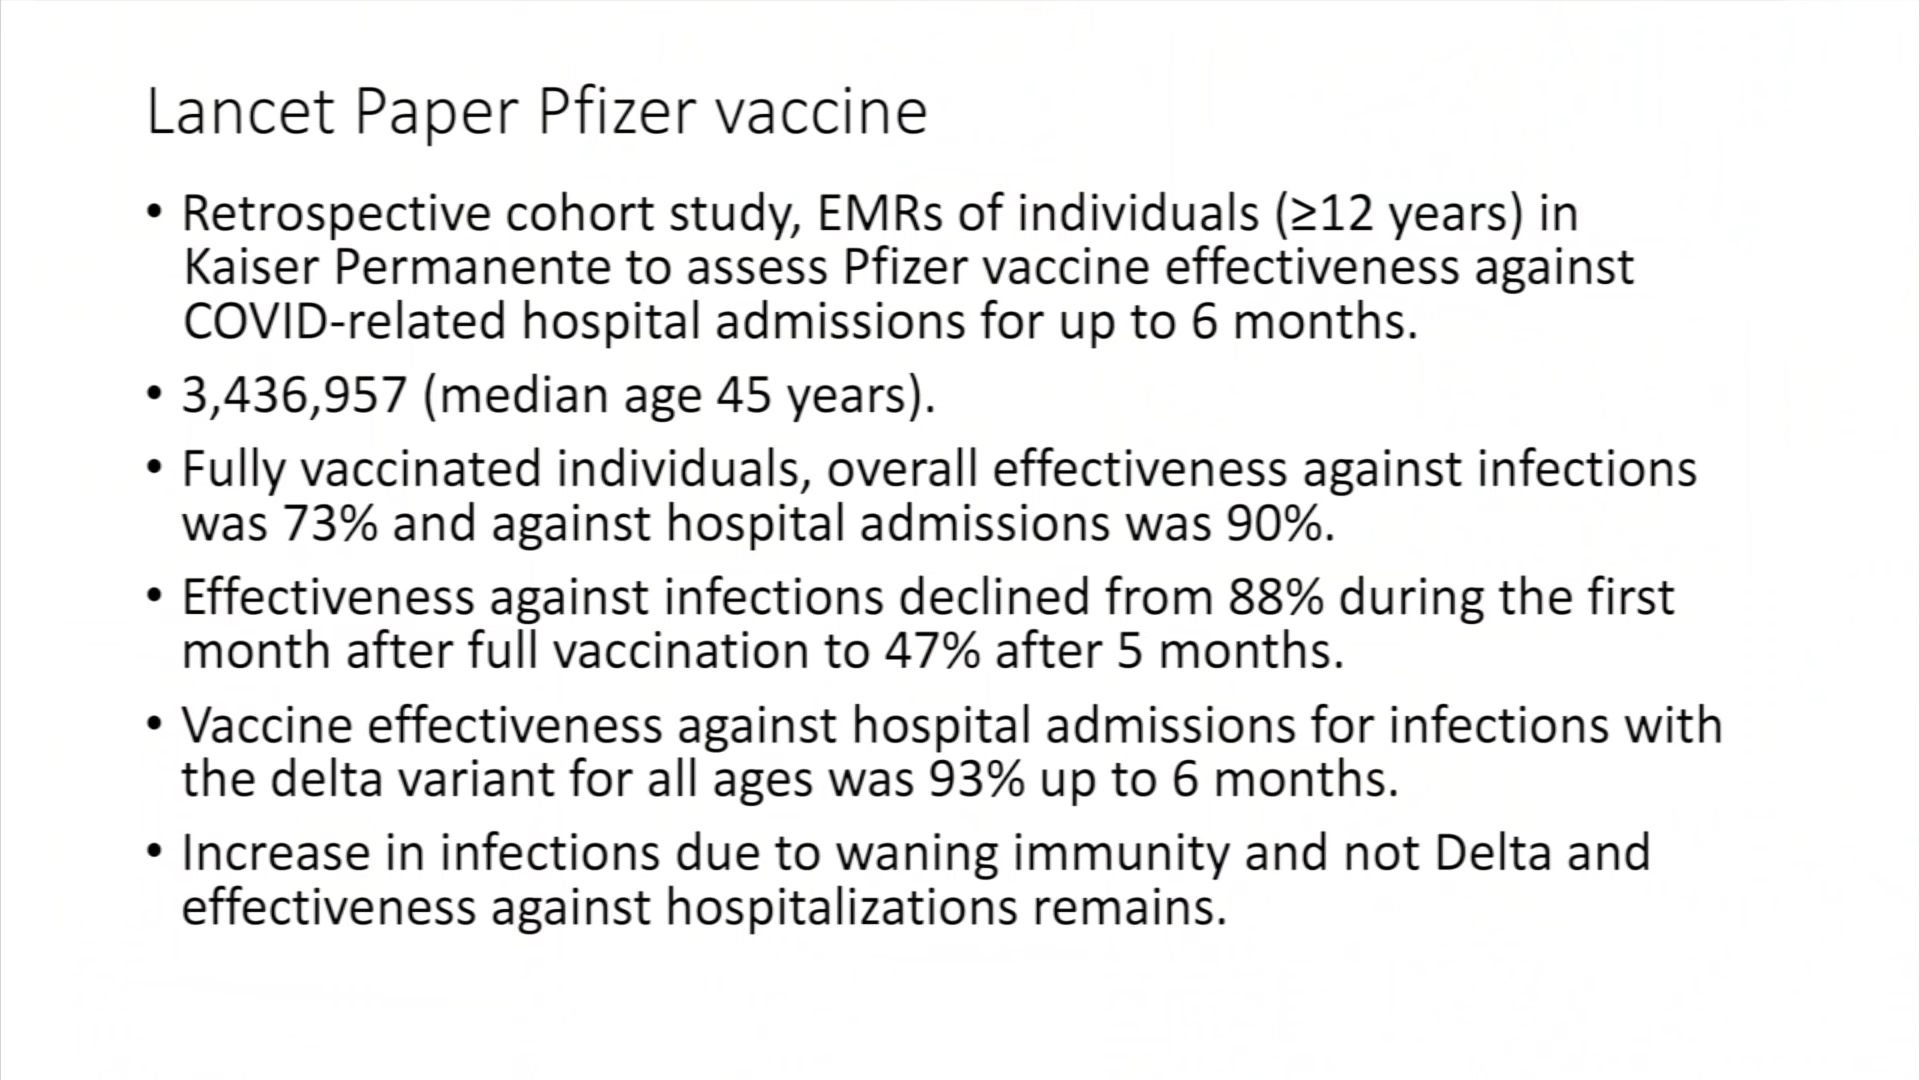 Lancet Paper Pfizer vaccine
• Retrospective cohort study, EMRs of individuals (≥12 years) in
Kaiser Permanente to assess Pfizer vaccine effectiveness against
COVID-related hospital admissions for up to 6 months.
• 3,436,957 (median age 45 years).
• Fully vaccinated individuals, overall effectiveness against infections
was 73% and against hospital admissions was 90%.
• Effectiveness against infections declined from 88% during the first
month after full vaccination to 47% after 5 months.
• Vaccine effectiveness against hospital admissions for infections with
the delta variant for all ages was 93% up to 6 months.
• Increase in infections due to waning immunity and not Delta and
effectiveness against hospitalizations remains.